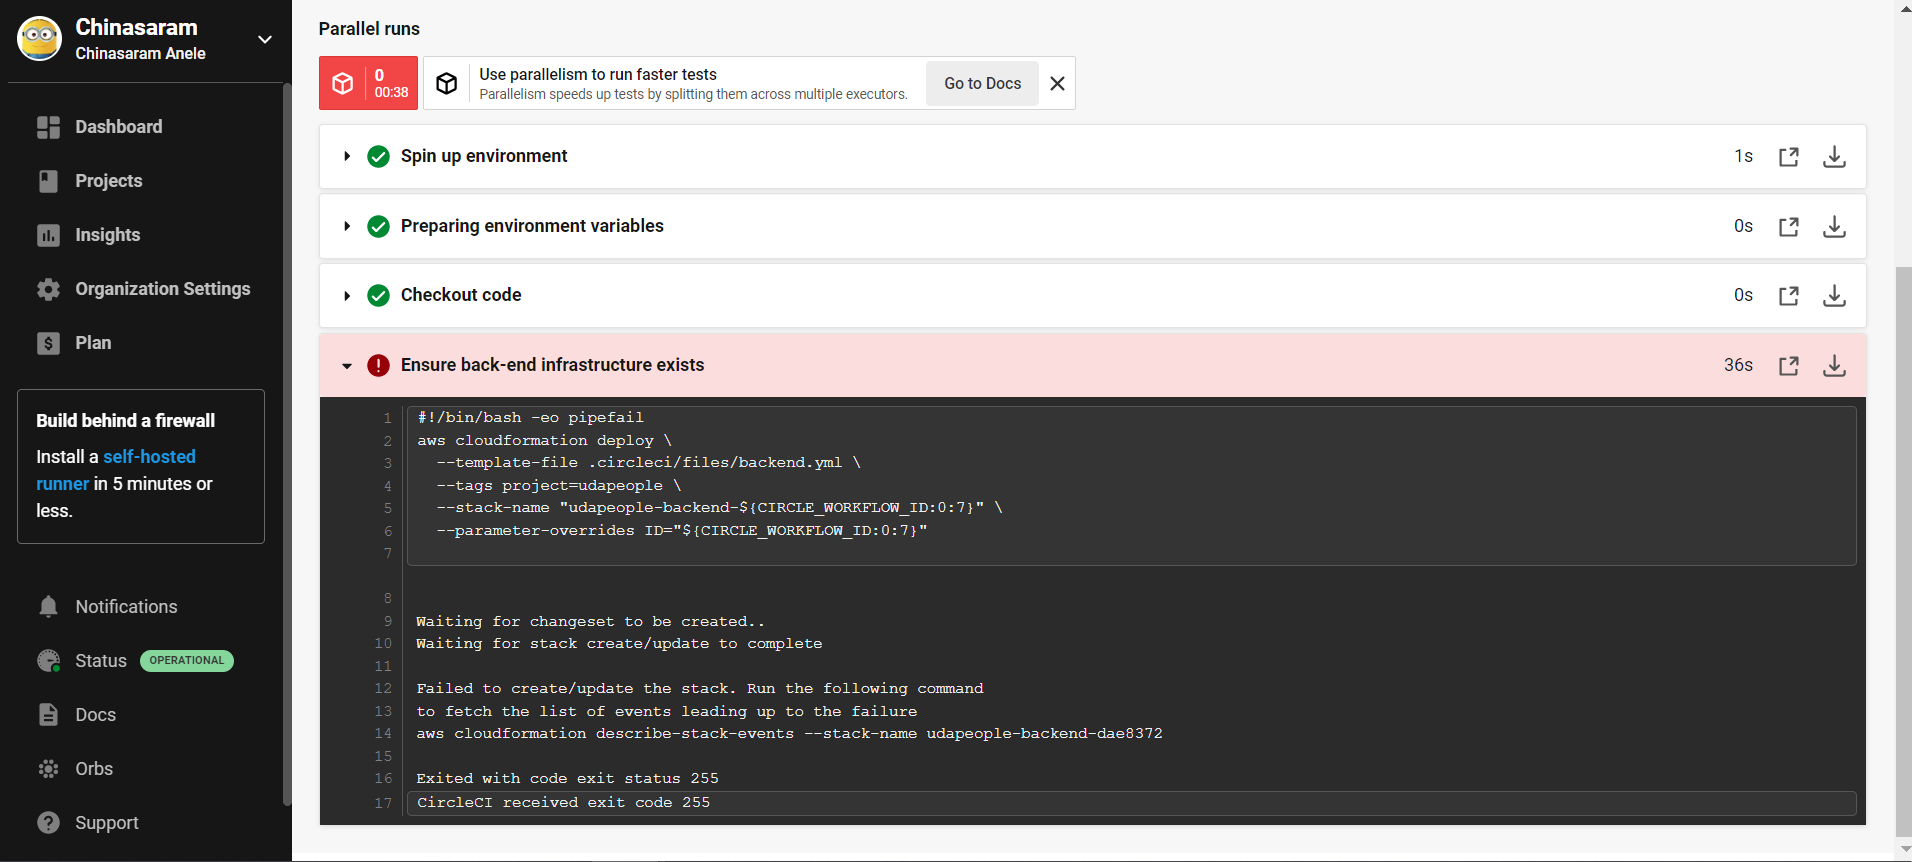 Chinasaram
Chinasaram Anele
Dashboard
Projects
Insights
Organization Settings
$ Plan
Build behind a firewall
Install a self-hosted
runner in 5 minutes or
less.
Notifications
Status OPERATIONAL
Docs
Orbs
? Support
Parallel runs
0
00:38
Use parallelism to run faster tests
Parallelism speeds up tests by splitting them across multiple executors.
Go to Docs
Spin up environment 1s
Preparing environment variables 0s
Checkout code 0s
! Ensure back-end infrastructure exists 36s
1 #!/bin/bash -eo pipefail
2 aws cloudformation deploy \
3 --template-file .circleci/files/backend.yml \
4 --tags project=udapeople \
5 --stack-name "udapeople-backend-${CIRCLE_WORKFLOW_ID:0:7}" \
6 --parameter-overrides ID="${CIRCLE_WORKFLOW_ID:0:7}"
7
8
9 Waiting for changeset to be created..
10 Waiting for stack create/update to complete
11
12 Failed to create/update the stack. Run the following command
13 to fetch the list of events leading up to the failure
14 aws cloudformation describe-stack-events --stack-name udapeople-backend-dae8372
15
16 Exited with code exit status 255
17 CircleCI received exit code 255